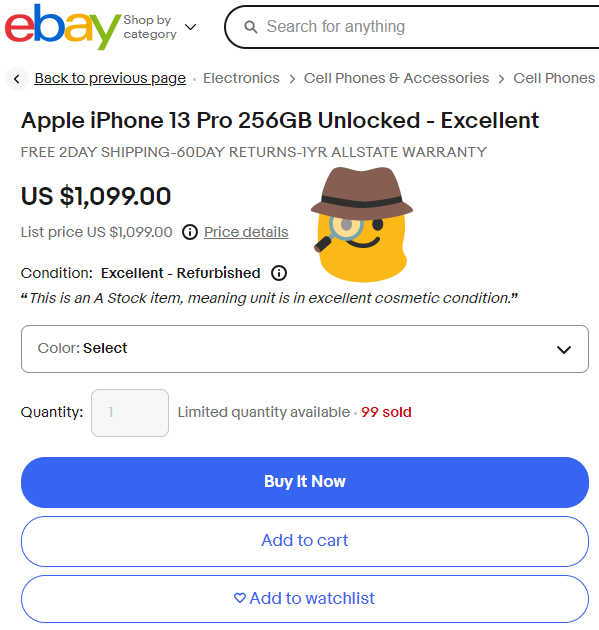 ebay Shop by category
Search for anything
Back to previous page · Electronics > Cell Phones & Accessories > Cell Phones
Apple iPhone 13 Pro 256GB Unlocked - Excellent
FREE 2DAY SHIPPING-60DAY RETURNS-1YR ALLSTATE WARRANTY
US $1,099.00
List price US $1,099.00 Price details
Condition: Excellent - Refurbished
“This is an A Stock item, meaning unit is in excellent cosmetic condition.”
Color: Select
Quantity: 1 Limited quantity available · 99 sold
Buy It Now
Add to cart
Add to watchlist